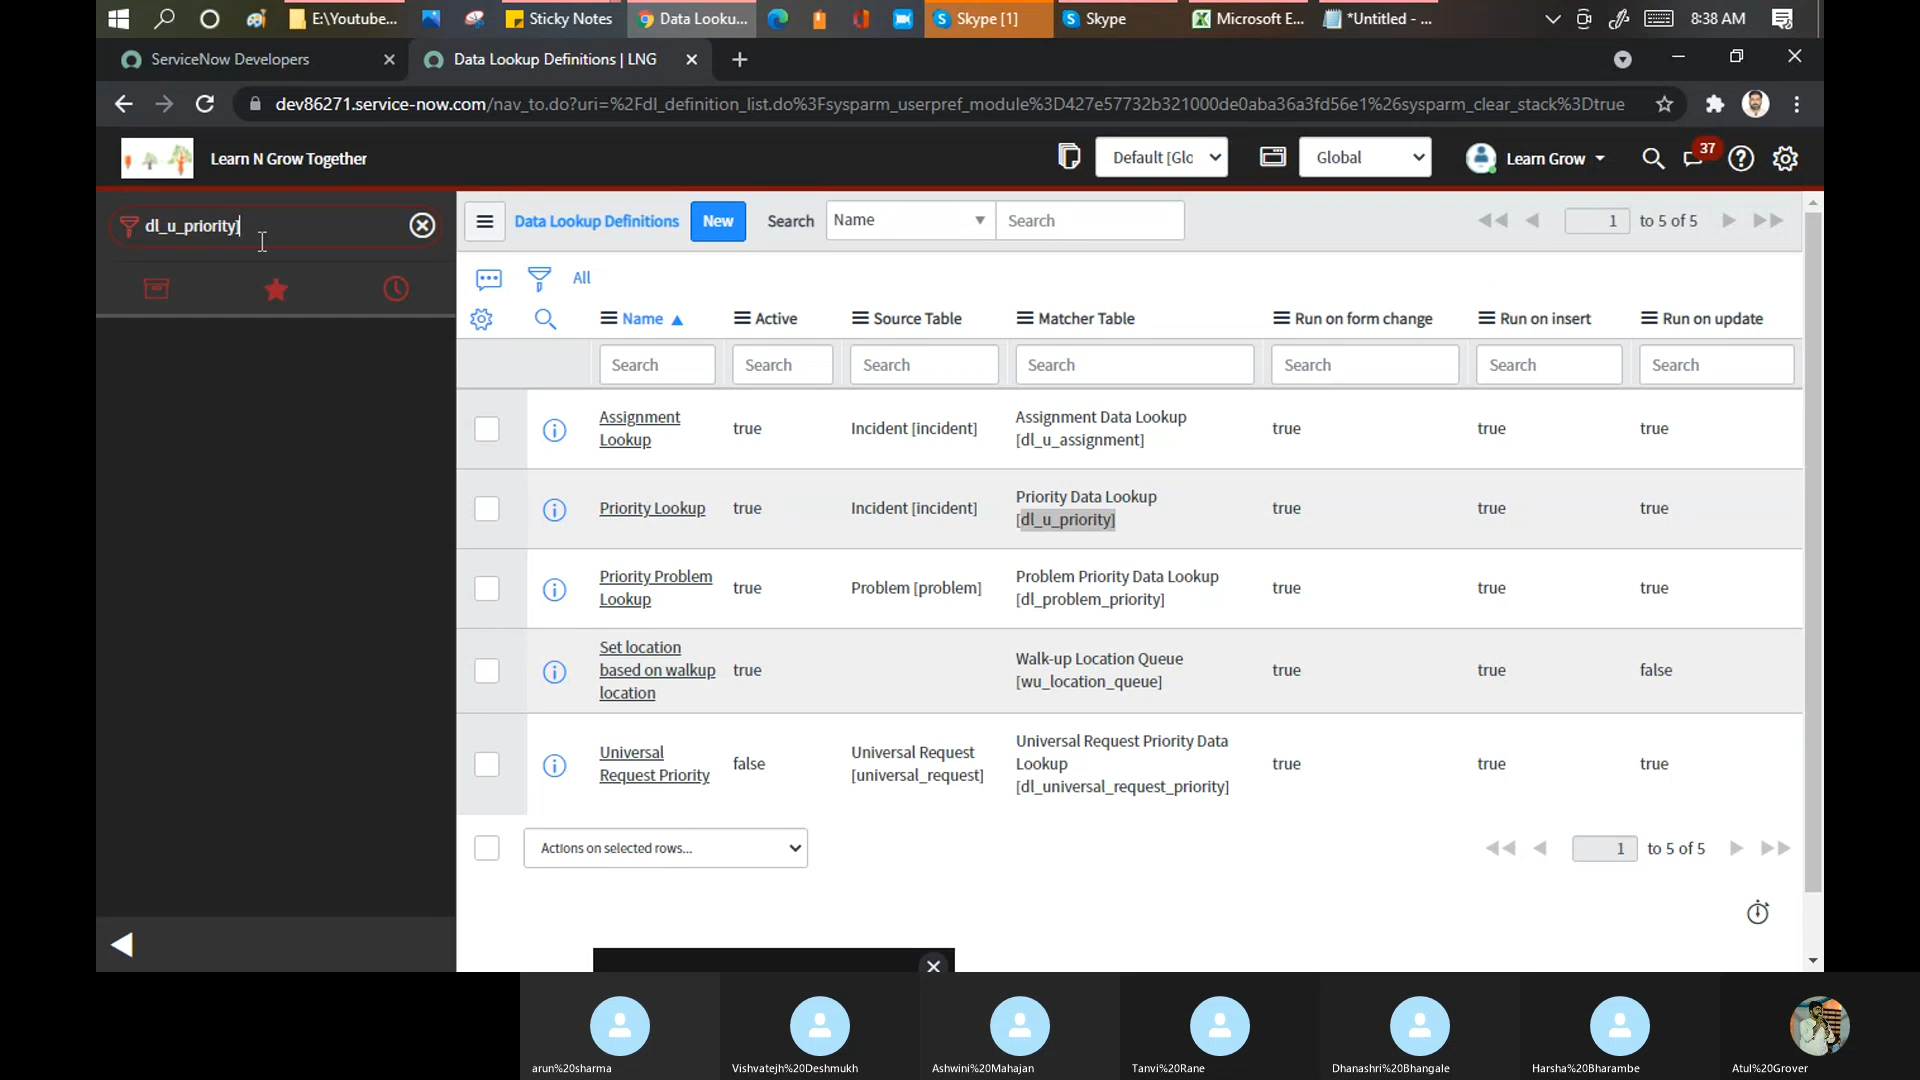 E:\Youtube...
Sticky Notes
Data Looku...
Skype [1]
Skype
Microsoft E...
*Untitled - ...
8:38 AM
ServiceNow Developers
Data Lookup Definitions | LNG
dev86271.service-now.com/nav_to.do?uri=%2Fdl_definition_list.do%3Fsysparm_userpref_module%3D427e57732b321000de0aba36a3fd56e1%26sysparm_clear_stack%3Dtrue
Learn N Grow Together
Default [Glo
Global
Learn Grow
37
dl_u_priority]
Data Lookup Definitions
New
Search
Name
Search
1
to 5 of 5
All
Name
Active
Source Table
Matcher Table
Run on form change
Run on insert
Run on update
Search
Search
Search
Search
Search
Search
Search
Assignment
Lookup
true
Incident [incident]
Assignment Data Lookup
[dl_u_assignment]
true
true
true
Priority Lookup
true
Incident [incident]
Priority Data Lookup
[dl_u_priority]
true
true
true
Priority Problem
Lookup
true
Problem [problem]
Problem Priority Data Lookup
[dl_problem_priority]
true
true
true
Set location
based on walkup
location
true
Walk-up Location Queue
[wu_location_queue]
true
true
false
Universal
Request Priority
false
Universal Request
[universal_request]
Universal Request Priority Data
Lookup
[dl_universal_request_priority]
true
true
true
Actions on selected rows...
1
to 5 of 5
arun%20sharma
Vishvatejh%20Deshmukh
Ashwini%20Mahajan
Tanvi%20Rane
Dhanashri%20Bhangale
Harsha%20Bharambe
Atul%20Grover